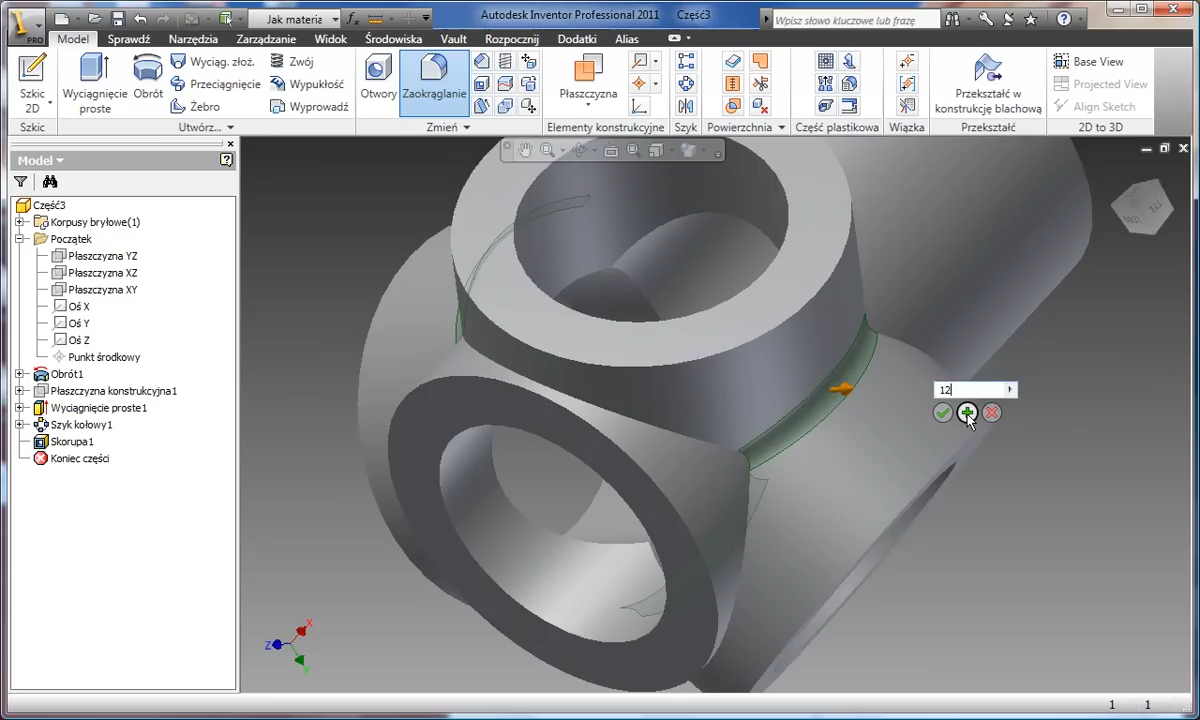 PRO
Jak materia
Autodesk Inventor Professional 2011 Część3
Wpisz słowo kluczowe lub frazę
Model Sprawdź Narzędzia Zarządzanie Widok Środowiska Vault Rozpocznij Dodatki Alias
Szkic
2D
Wyciągnięcie
proste
Obrót
Wyciąg. złoż.
Przeciągnięcie
Żebro
Zwój
Wypukłość
Wyprowadź
Otwory
Zaokrąglanie
Płaszczyzna
Przekształć w
konstrukcję blachową
Base View
Projected View
Align Sketch
Szkic Utwórz... Zmień Elementy konstrukcyjne Szyk Powierzchnia Część plastikowa Wiązka Przekształć 2D to 3D
Model
Część3
Korpusy bryłowe(1)
Początek
Płaszczyzna YZ
Płaszczyzna XZ
Płaszczyzna XY
Oś X
Oś Y
Oś Z
Punkt środkowy
Obrót1
Płaszczyzna konstrukcyjna1
Wyciągnięcie proste1
Szyk kołowy1
Skorupa1
Koniec części
12
X
Z
Y
1 1